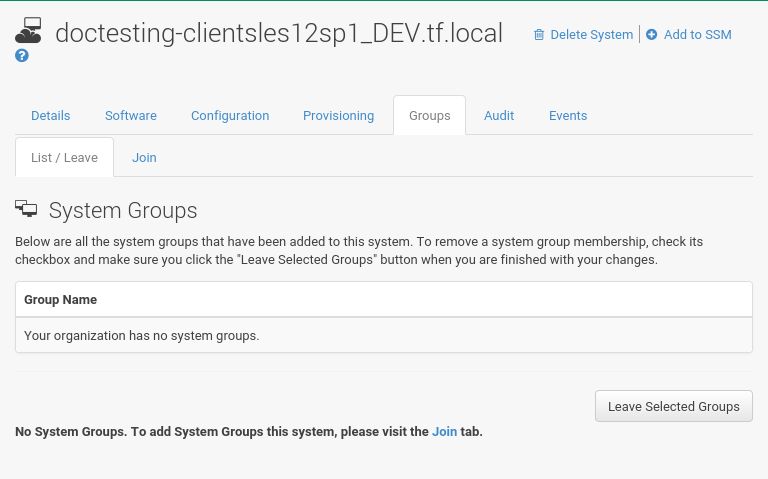 doctesting-clientsles12sp1_DEV.tf.local
Delete System
Add to SSM
?
Details Software Configuration Provisioning Groups Audit Events
List / Leave Join
System Groups
Below are all the system groups that have been added to this system. To remove a system group membership, check its
checkbox and make sure you click the "Leave Selected Groups" button when you are finished with your changes.
Group Name
Your organization has no system groups.
Leave Selected Groups
No System Groups. To add System Groups this system, please visit the Join tab.